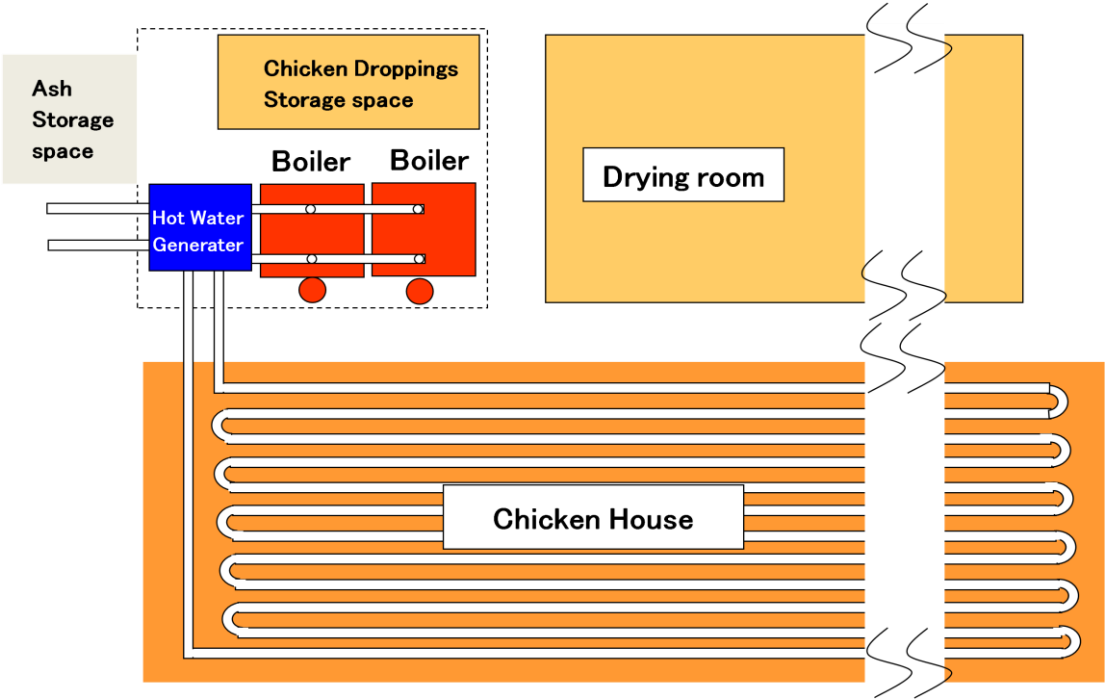 Ash
Storage
space
Chicken Droppings
Storage space
Boiler
Boiler
Hot Water
Generater
Drying room
Chicken House